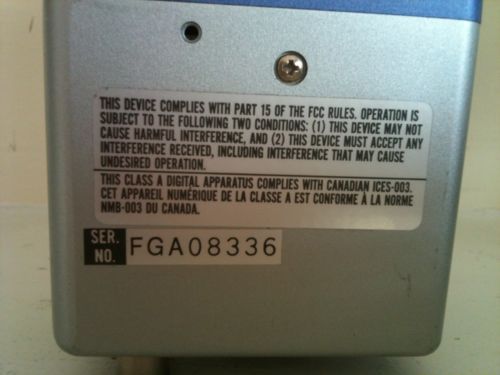 THIS DEVICE COMPLIES WITH PART 15 OF THE FCC RULES. OPERATION IS
SUBJECT TO THE FOLLOWING TWO CONDITIONS: (1) THIS DEVICE MAY NOT
CAUSE HARMFUL INTERFERENCE, AND (2) THIS DEVICE MUST ACCEPT ANY
INTERFERENCE RECEIVED, INCLUDING INTERFERENCE THAT MAY CAUSE
UNDESIRED OPERATION.
THIS CLASS A DIGITAL APPARATUS COMPLIES WITH CANADIAN ICES-003.
CET APPAREIL NUMÉRIQUE DE LA CLASSE A EST CONFORME À LA NORME
NMB-003 DU CANADA.
SER. NO. FGA08336